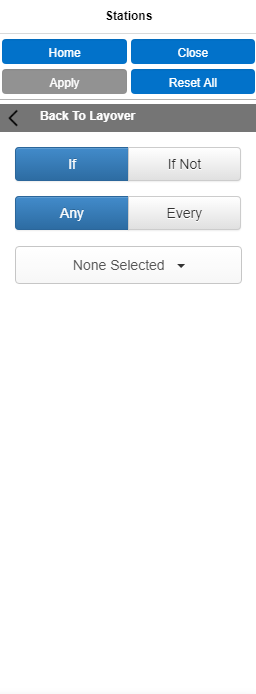 Stations
Home
Close
Apply
Reset All
Back To Layover
If
If Not
Any
Every
None Selected